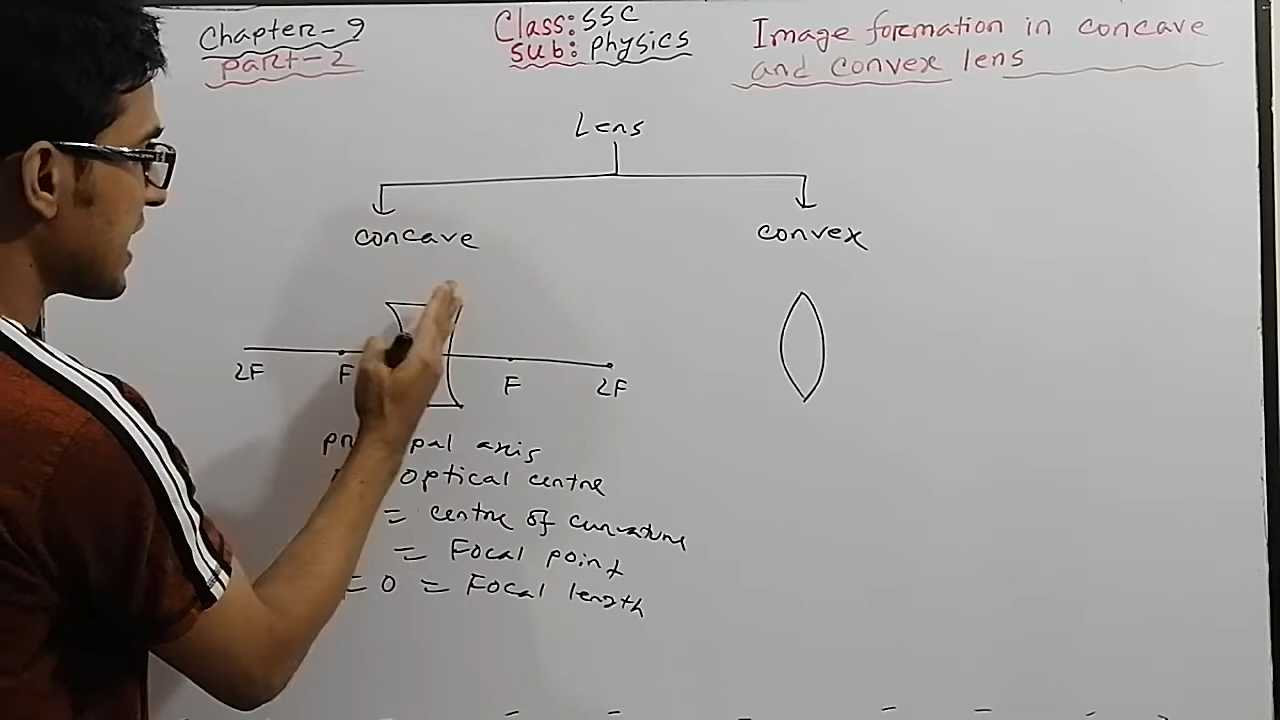 Chapter-9
part-2
Class: SSC
Sub: physics
Image formation in concave
and convex lens
Lens
concave
convex
2F
F
F
2F
axis
optical centre
= centre of curvature
= Focal point
= 0 = Focal length